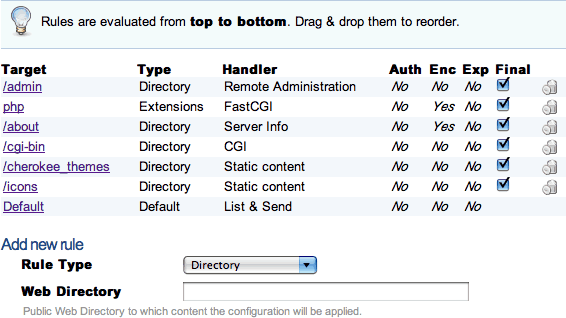 Rules are evaluated from top to bottom. Drag & drop them to reorder.
Target Type Handler Auth Enc Exp Final
/admin Directory Remote Administration No No No
php Extensions FastCGI No Yes No
/about Directory Server Info No Yes No
/cgi-bin Directory CGI No No No
/cherokee_themes Directory Static content No No No
/icons Directory Static content No No No
Default Default List & Send No No No
Add new rule
Rule Type Directory
Web Directory
Public Web Directory to which content the configuration will be applied.